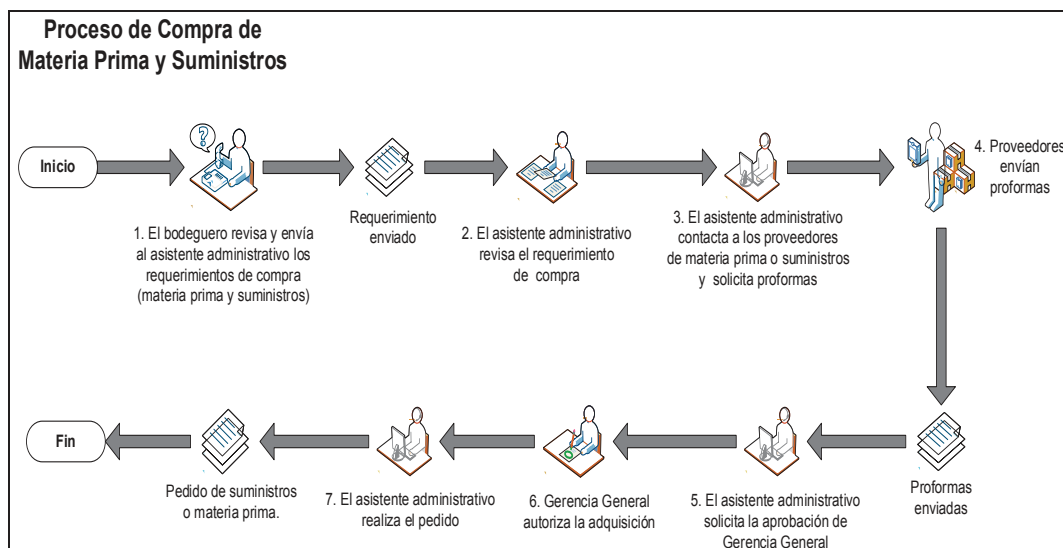 Proceso de Compra de
Materia Prima y Suministros
Inicio
1. El bodeguero revisa y envía
al asistente administrativo los
requerimientos de compra
(materia prima y suministros)
Requerimiento
enviado
2. El asistente administrativo
revisa el requerimiento
de compra
3. El asistente administrativo
contacta a los proveedores
de materia prima o suministros
y solicita proformas
4. Proveedores
envían
proformas
Proformas
enviadas
5. El asistente administrativo
solicita la aprobación de
Gerencia General
6. Gerencia General
autoriza la adquisición
7. El asistente administrativo
realiza el pedido
Pedido de suministros
o materia prima.
Fin